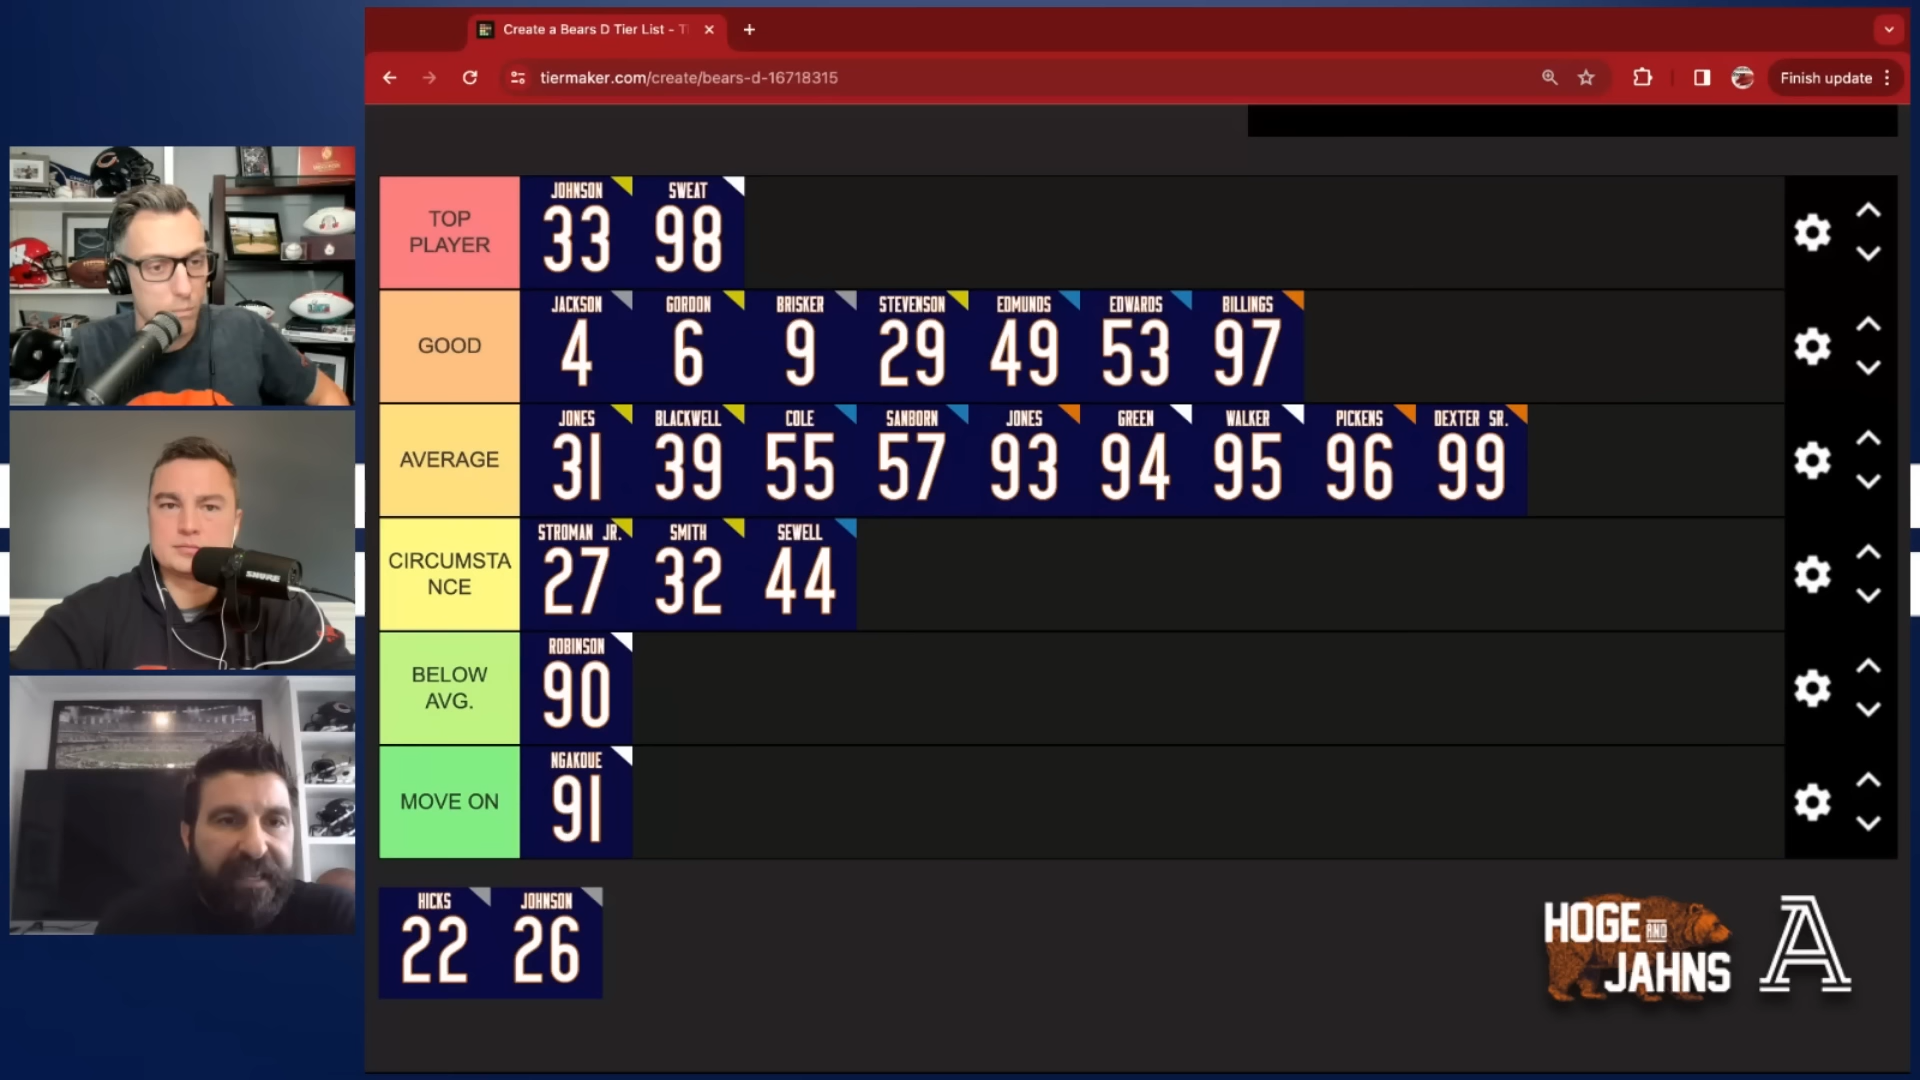 Create a Bears D Tier List - T
tiermaker.com/create/bears-d-16718315
Finish update
TOP
PLAYER
JOHNSON
33
SWEAT
98
GOOD
JACKSON
4
GORDON
6
BRISKER
9
STEVENSON
29
EDMUNDS
49
EDWARDS
53
BILLINGS
97
AVERAGE
JONES
31
BLACKWELL
39
COLE
55
SANBORN
57
JONES
93
GREEN
94
WALKER
95
PICKENS
96
DEXTER SR.
99
CIRCUMSTA
NCE
STROMAN JR.
27
SMITH
32
SEWELL
44
BELOW
AVG.
ROBINSON
90
MOVE ON
NGAKOUE
91
HICKS
22
JOHNSON
26
HOGE AND
JAHNS
A
SHURE